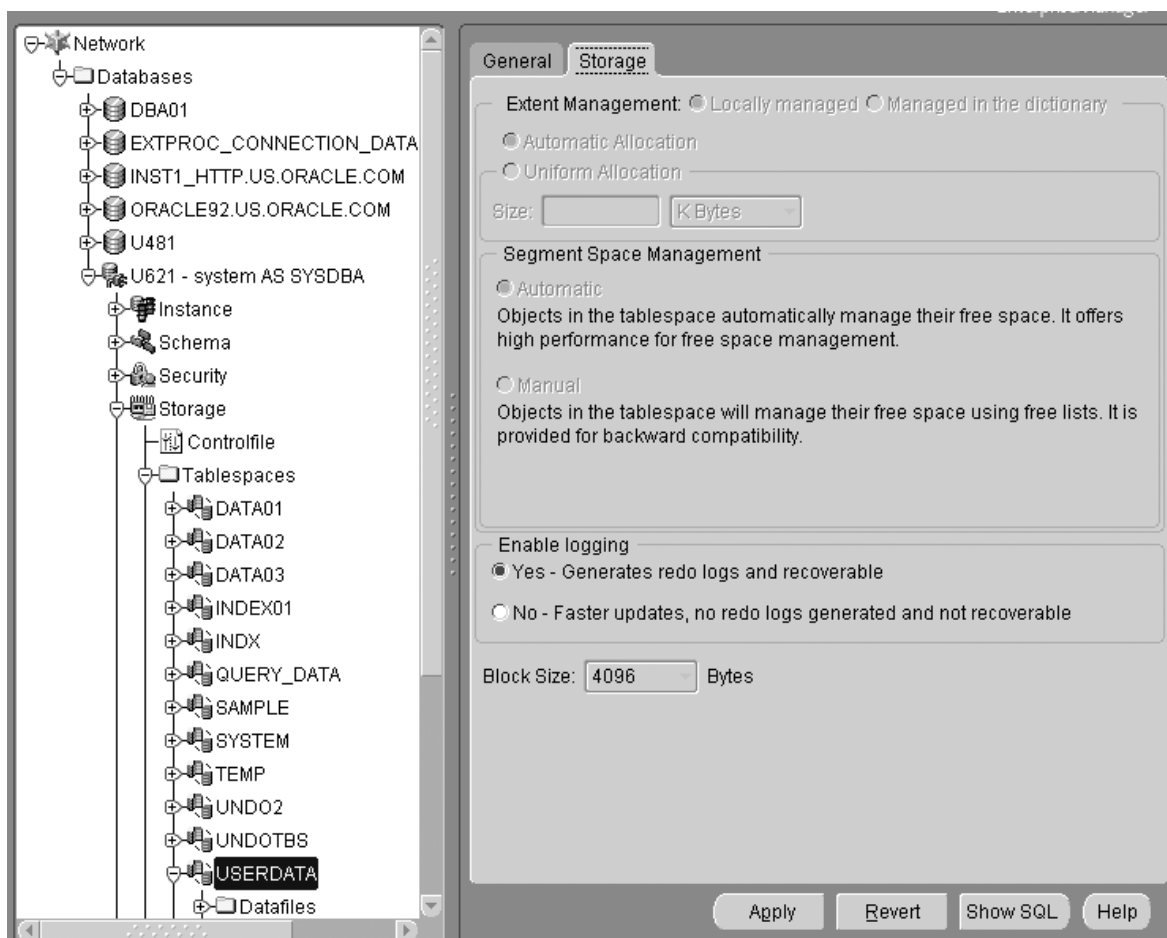 Network
Databases
DBA01
EXTPROC_CONNECTION_DATA
INST1_HTTP.US.ORACLE.COM
ORACLE92.US.ORACLE.COM
U481
U621 - system AS SYSDBA
Instance
Schema
Security
Storage
Controlfile
Tablespaces
DATA01
DATA02
DATA03
INDEX01
INDX
QUERY_DATA
SAMPLE
SYSTEM
TEMP
UNDO2
UNDOTBS
USERDATA
Datafiles
General Storage
Extent Management: Locally managed Managed in the dictionary
Automatic Allocation
Uniform Allocation
Size: K Bytes
Segment Space Management
Automatic
Objects in the tablespace automatically manage their free space. It offers
high performance for free space management.
Manual
Objects in the tablespace will manage their free space using free lists. It is
provided for backward compatibility.
Enable logging
Yes - Generates redo logs and recoverable
No - Faster updates, no redo logs generated and not recoverable
Block Size: 4096 Bytes
Apply Revert Show SQL Help